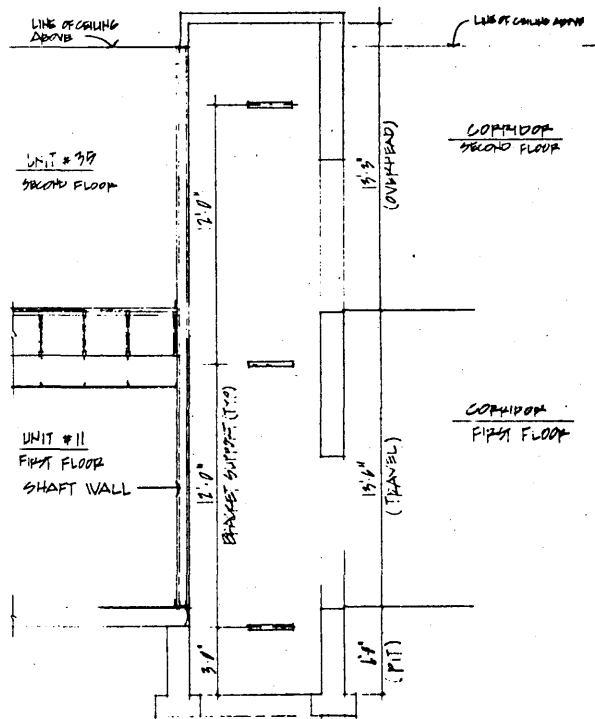 LINE OF CEILING
ABOVE
LINE OF CEILING ABOVE
UNIT #35
SECOND FLOOR
CORRIDOR
SECOND FLOOR
12'-0"
13'-3"
(OVERHEAD)
UNIT #11
FIRST FLOOR
SHAFT WALL
CORRIDOR
FIRST FLOOR
12'-0"
BRACKET SUPPORT (TYP)
13'-6"
(TRAVEL)
3'-0"
(PIT)